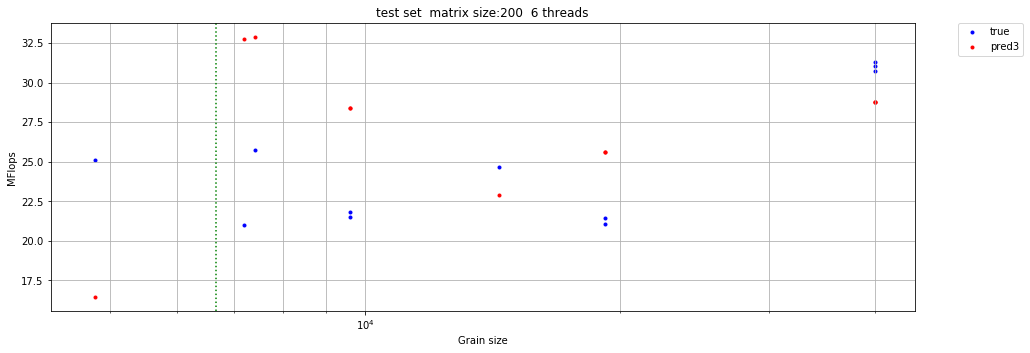 test set  matrix size:200  6 threads
true
pred3
MFlops
32.5
30.0
27.5
25.0
22.5
20.0
17.5
10⁴
Grain size